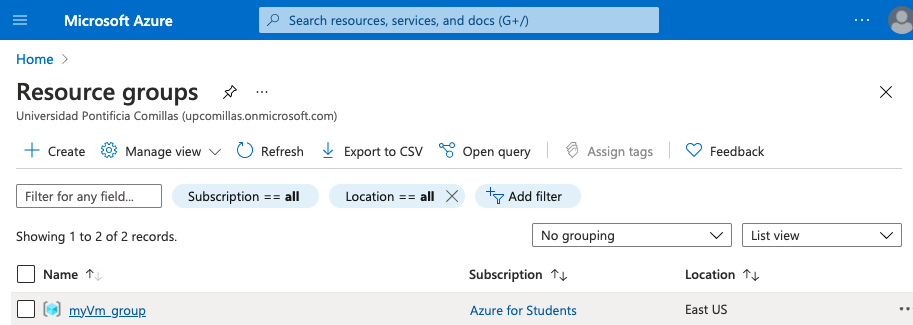 Microsoft Azure
Search resources, services, and docs (G+/)
Home
Resource groups
Universidad Pontificia Comillas (upcomillas.onmicrosoft.com)
Create Manage view Refresh Export to CSV Open query Assign tags Feedback
Filter for any field... Subscription == all Location == all Add filter
Showing 1 to 2 of 2 records. No grouping List view
Name Subscription Location
myVm_group Azure for Students East US